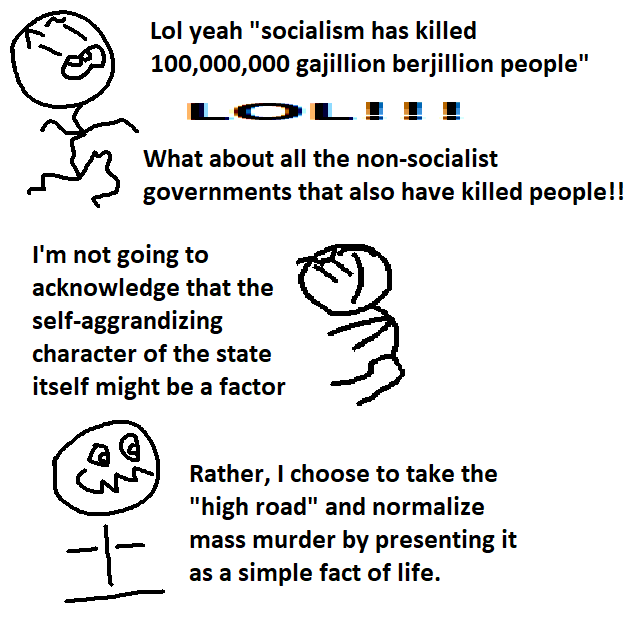 Lol yeah "socialism has killed
100,000,000 gajillion berjillion people"
LOL!!!
What about all the non-socialist
governments that also have killed people!!
I'm not going to
acknowledge that the
self-aggrandizing
character of the state
itself might be a factor
Rather, I choose to take the
"high road" and normalize
mass murder by presenting it
as a simple fact of life.